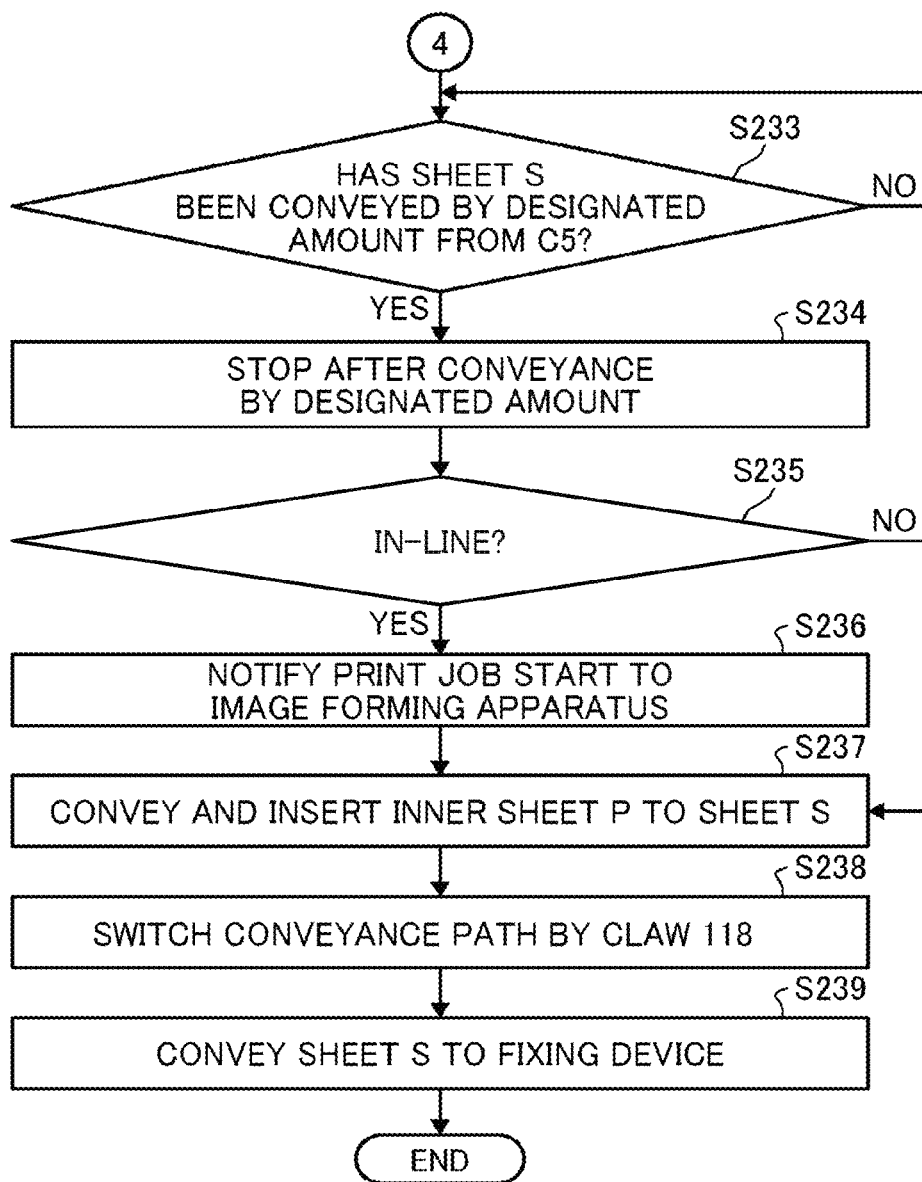 4
S233
HAS SHEET S
BEEN CONVEYED BY DESIGNATED
AMOUNT FROM C5?
NO
YES
S234
STOP AFTER CONVEYANCE
BY DESIGNATED AMOUNT
S235
IN-LINE?
NO
YES
S236
NOTIFY PRINT JOB START TO
IMAGE FORMING APPARATUS
S237
CONVEY AND INSERT INNER SHEET P TO SHEET S
S238
SWITCH CONVEYANCE PATH BY CLAW 118
S239
CONVEY SHEET S TO FIXING DEVICE
END